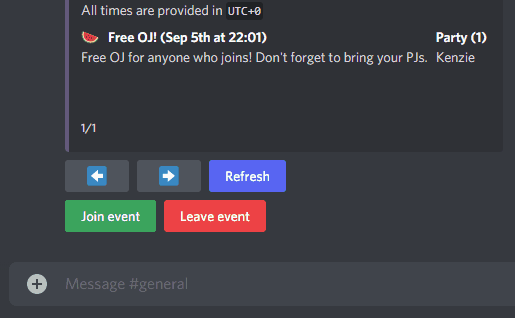 All times are provided in UTC+0
🍉 Free OJ! (Sep 5th at 22:01) Party (1)
Free OJ for anyone who joins! Don't forget to bring your PJs. Kenzie
1/1
Refresh
Join event Leave event
Message #general